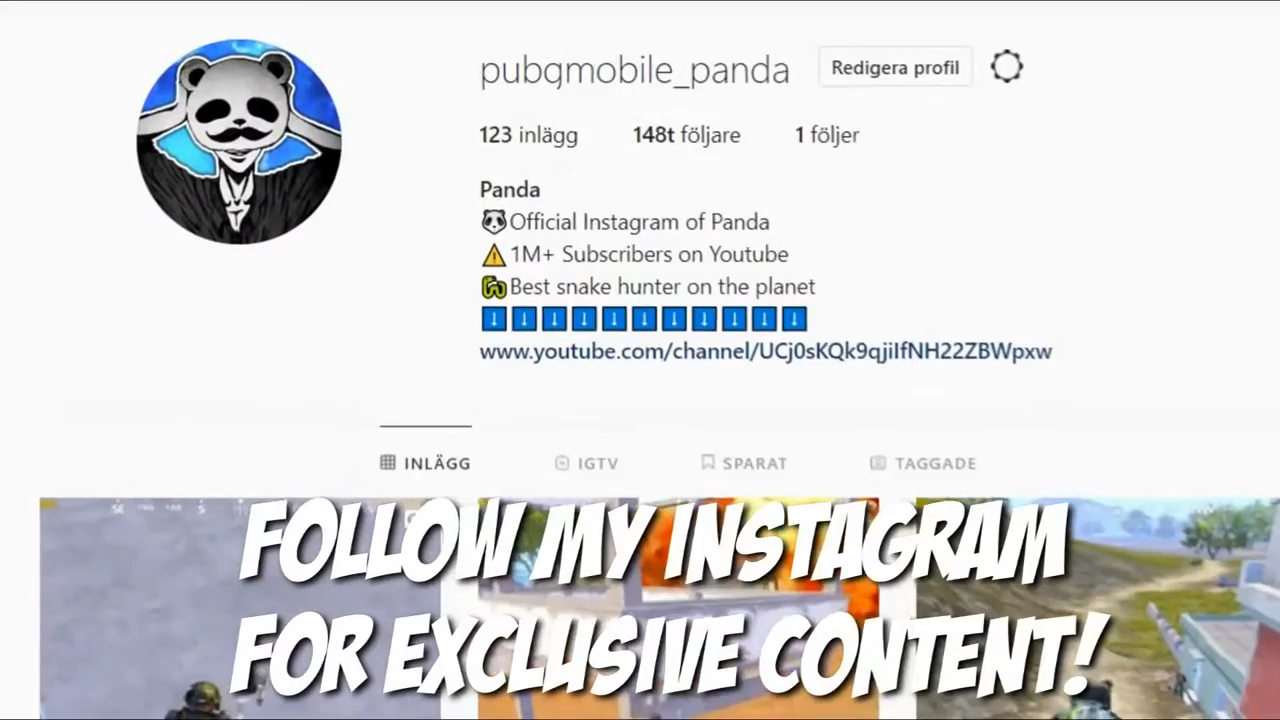 pubgmobile_panda Redigera profil
123 inlägg 148t följare 1 följer
Panda
🐼Official Instagram of Panda
⚠️1M+ Subscribers on Youtube
🐍Best snake hunter on the planet
⬇️⬇️⬇️⬇️⬇️⬇️⬇️⬇️⬇️⬇️⬇️
www.youtube.com/channel/UCj0sKQk9qjiIfNH22ZBWpxw
INLÄGG IGTV SPARAT TAGGADE
SE S
FOLLOW MY INSTAGRAM
FOR EXCLUSIVE CONTENT!